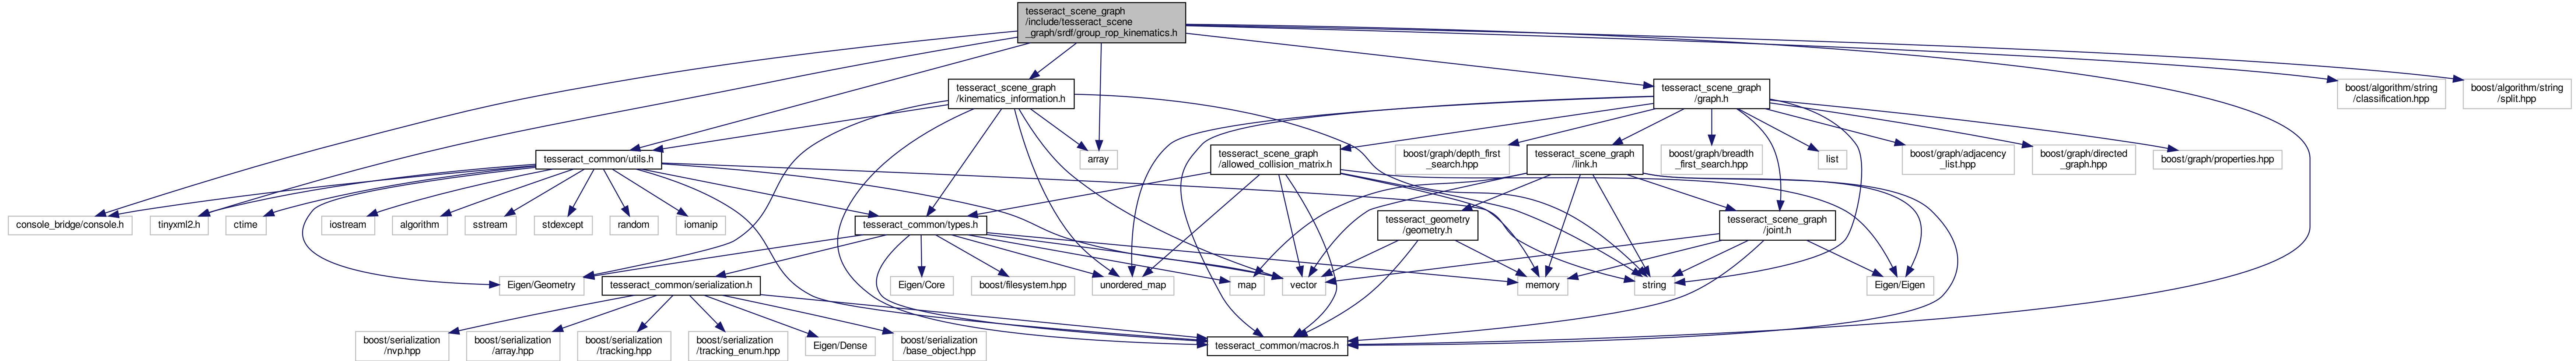 tesseract_scene_graph
/include/tesseract_scene
_graph/srdf/group_rop_kinematics.h
tesseract_scene_graph
/kinematics_information.h
tesseract_scene_graph
/graph.h
boost/algorithm/string
/classification.hpp
boost/algorithm/string
/split.hpp
tesseract_common/utils.h
array
tesseract_scene_graph
/allowed_collision_matrix.h
boost/graph/depth_first
_search.hpp
tesseract_scene_graph
/link.h
boost/graph/breadth
_first_search.hpp
list
boost/graph/adjacency
_list.hpp
boost/graph/directed
_graph.hpp
boost/graph/properties.hpp
console_bridge/console.h
tinyxml2.h
ctime
iostream
algorithm
sstream
stdexcept
random
iomanip
tesseract_common/types.h
tesseract_geometry
/geometry.h
tesseract_scene_graph
/joint.h
Eigen/Geometry
tesseract_common/serialization.h
Eigen/Core
boost/filesystem.hpp
unordered_map
map
vector
memory
string
Eigen/Eigen
boost/serialization
/nvp.hpp
boost/serialization
/array.hpp
boost/serialization
/tracking.hpp
boost/serialization
/tracking_enum.hpp
Eigen/Dense
boost/serialization
/base_object.hpp
tesseract_common/macros.h